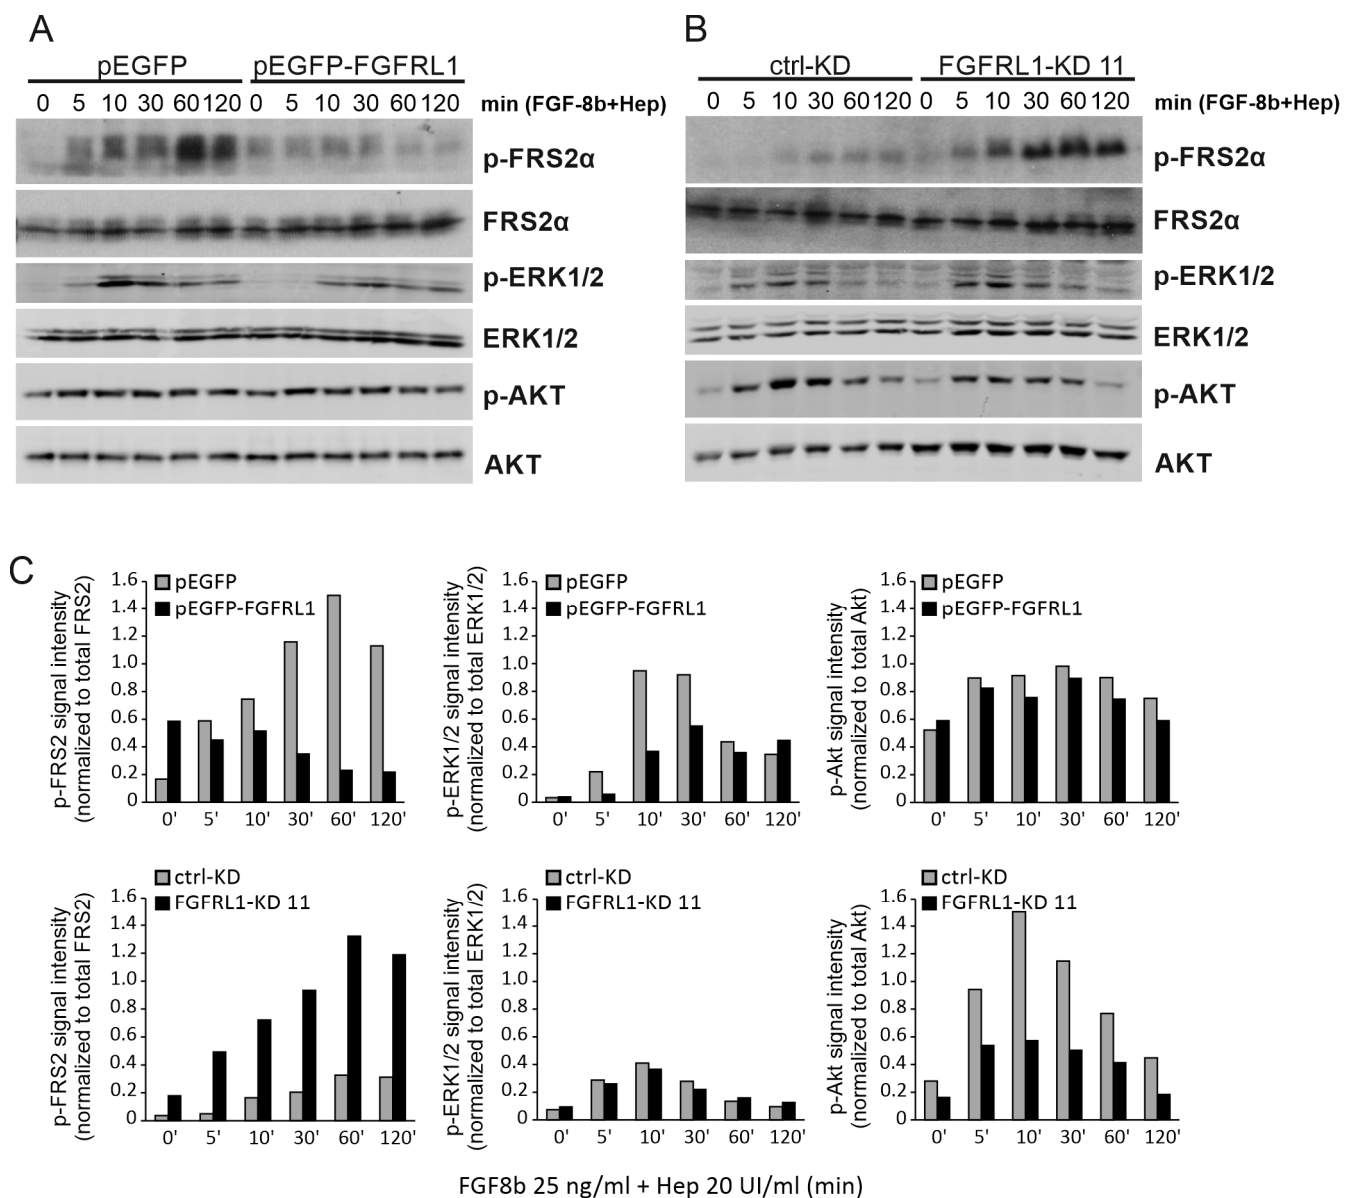 A
pEGFP pEGFP-FGFRL1
0 5 10 30 60 120 0 5 10 30 60 120 min (FGF-8b+Hep)
p-FRS2α
FRS2α
p-ERK1/2
ERK1/2
p-AKT
AKT
B
ctrl-KD FGFRL1-KD 11
0 5 10 30 60 120 0 5 10 30 60 120 min (FGF-8b+Hep)
p-FRS2α
FRS2α
p-ERK1/2
ERK1/2
p-AKT
AKT
C
p-FRS2 signal intensity
(normalized to total FRS2)
pEGFP
pEGFP-FGFRL1
1.6
1.4
1.2
1.0
0.8
0.6
0.4
0.2
0
0' 5' 10' 30' 60' 120'
p-ERK1/2 signal intensity
(normalized to total ERK1/2)
pEGFP
pEGFP-FGFRL1
1.6
1.4
1.2
1.0
0.8
0.6
0.4
0.2
0
0' 5' 10' 30' 60' 120'
p-Akt signal intensity
(normalized to total Akt)
pEGFP
pEGFP-FGFRL1
1.6
1.4
1.2
1.0
0.8
0.6
0.4
0.2
0
0' 5' 10' 30' 60' 120'
p-FRS2 signal intensity
(normalized to total FRS2)
ctrl-KD
FGFRL1-KD 11
1.6
1.4
1.2
1.0
0.8
0.6
0.4
0.2
0
0' 5' 10' 30' 60' 120'
p-ERK1/2 signal intensity
(normalized to total ERK1/2)
ctrl-KD
FGFRL1-KD 11
1.6
1.4
1.2
1.0
0.8
0.6
0.4
0.2
0
0' 5' 10' 30' 60' 120'
p-Akt signal intensity
(normalized to total Akt)
ctrl-KD
FGFRL1-KD 11
1.6
1.4
1.2
1.0
0.8
0.6
0.4
0.2
0
0' 5' 10' 30' 60' 120'
FGF8b 25 ng/ml + Hep 20 UI/ml (min)